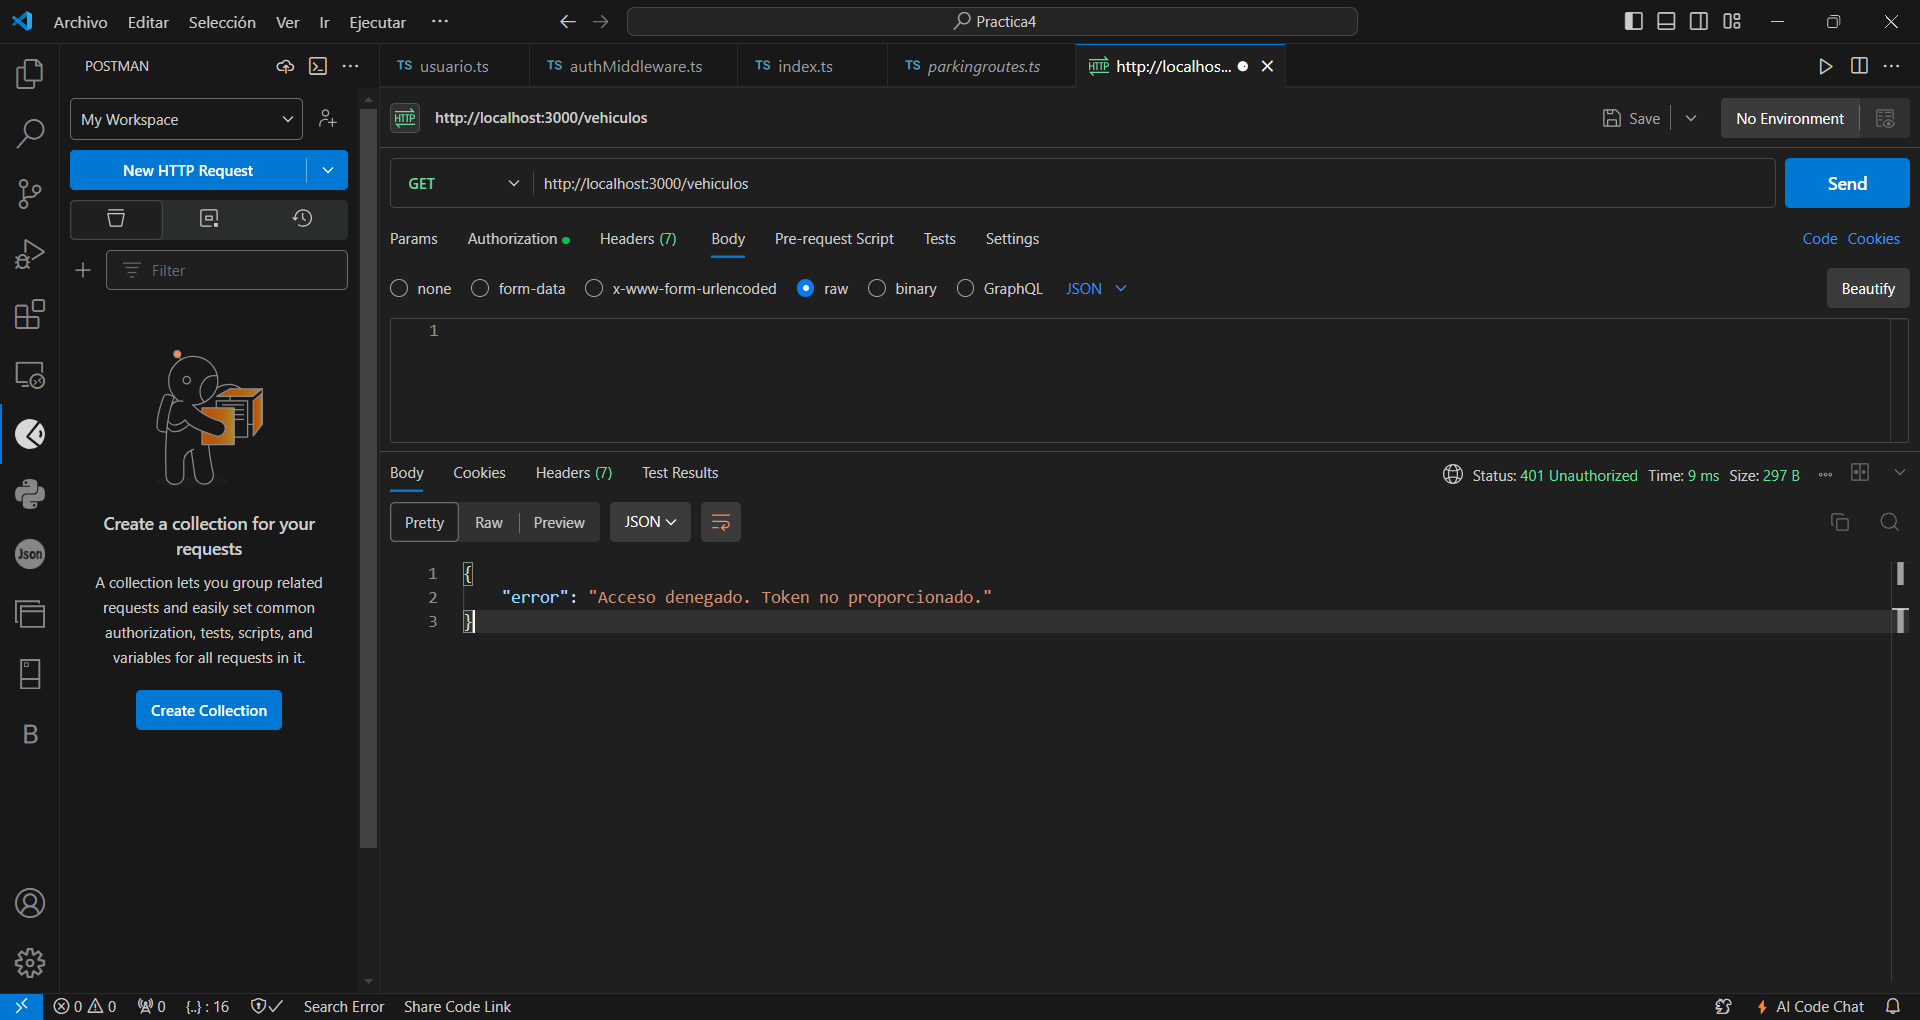 Archivo Editar Selección Ver Ir Ejecutar ···
Practica4
POSTMAN
My Workspace
New HTTP Request
Filter
Create a collection for your
requests
A collection lets you group related
requests and easily set common
authorization, tests, scripts, and
variables for all requests in it.
Create Collection
TS usuario.ts
TS authMiddleware.ts
TS index.ts
TS parkingroutes.ts
HTTP http://localhos...
HTTP http://localhost:3000/vehiculos
Save
No Environment
GET http://localhost:3000/vehiculos
Send
Params Authorization Headers (7) Body Pre-request Script Tests Settings
Code Cookies
none form-data x-www-form-urlencoded raw binary GraphQL JSON
Beautify
1
Body Cookies Headers (7) Test Results
Status: 401 Unauthorized Time: 9 ms Size: 297 B
Pretty Raw Preview JSON
1 {
2 "error": "Acceso denegado. Token no proporcionado."
3 }
Json
B
0 0 0 {..} : 16 Search Error Share Code Link
AI Code Chat